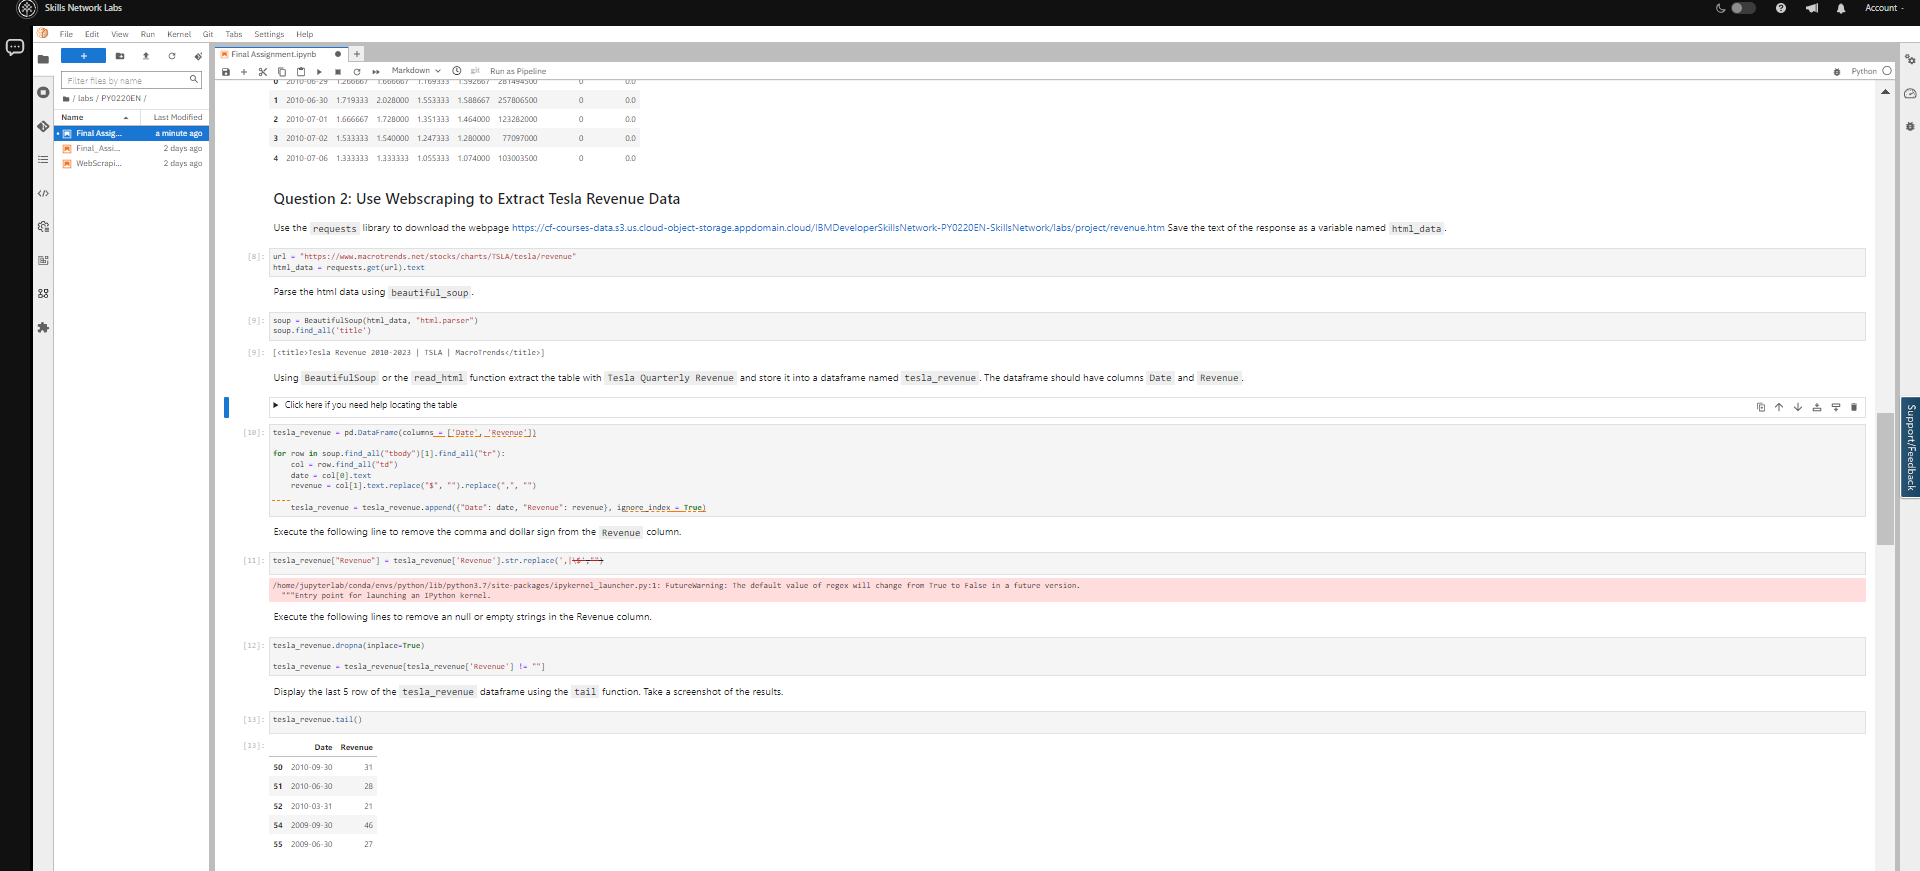 Skills Network Labs
Account
File Edit View Run Kernel Git Tabs Settings Help
+
Filter files by name
/ labs / PY0220EN /
Name Last Modified
Final Assig... a minute ago
Final_Assi... 2 days ago
WebScrapi... 2 days ago
Final Assignment.ipynb
Markdown git Run as Pipeline Python
0 2010-06-29 1.266667 1.666667 1.169333 1.592667 281494500 0 0.0
1 2010-06-30 1.719333 2.028000 1.553333 1.588667 257806500 0 0.0
2 2010-07-01 1.666667 1.728000 1.351333 1.464000 123282000 0 0.0
3 2010-07-02 1.533333 1.540000 1.247333 1.280000 77097000 0 0.0
4 2010-07-06 1.333333 1.333333 1.055333 1.074000 103003500 0 0.0
Question 2: Use Webscraping to Extract Tesla Revenue Data
Use the requests library to download the webpage https://cf-courses-data.s3.us.cloud-object-storage.appdomain.cloud/IBMDeveloperSkillsNetwork-PY0220EN-SkillsNetwork/labs/project/revenue.htm Save the text of the response as a variable named html_data.
[8]: url = "https://www.macrotrends.net/stocks/charts/TSLA/tesla/revenue"
html_data = requests.get(url).text
Parse the html data using beautiful_soup.
[9]: soup = BeautifulSoup(html_data, "html.parser")
soup.find_all('title')
[9]: [<title>Tesla Revenue 2010-2023 | TSLA | MacroTrends</title>]
Using BeautifulSoup or the read_html function extract the table with Tesla Quarterly Revenue and store it into a dataframe named tesla_revenue. The dataframe should have columns Date and Revenue.
Click here if you need help locating the table
[10]: tesla_revenue = pd.DataFrame(columns = ['Date', 'Revenue'])
for row in soup.find_all("tbody")[1].find_all("tr"):
col = row.find_all("td")
date = col[0].text
revenue = col[1].text.replace("$", "").replace(",", "")
tesla_revenue = tesla_revenue.append({"Date": date, "Revenue": revenue}, ignore_index = True)
Execute the following line to remove the comma and dollar sign from the Revenue column.
[11]: tesla_revenue["Revenue"] = tesla_revenue['Revenue'].str.replace(',|\$',"")
/home/jupyterlab/conda/envs/python/lib/python3.7/site-packages/ipykernel_launcher.py:1: FutureWarning: The default value of regex will change from True to False in a future version.
"""Entry point for launching an IPython kernel.
Execute the following lines to remove an null or empty strings in the Revenue column.
[12]: tesla_revenue.dropna(inplace=True)
tesla_revenue = tesla_revenue[tesla_revenue['Revenue'] != ""]
Display the last 5 row of the tesla_revenue dataframe using the tail function. Take a screenshot of the results.
[13]: tesla_revenue.tail()
[13]: Date Revenue
50 2010-09-30 31
51 2010-06-30 28
52 2010-03-31 21
54 2009-09-30 46
55 2009-06-30 27
Support/Feedback